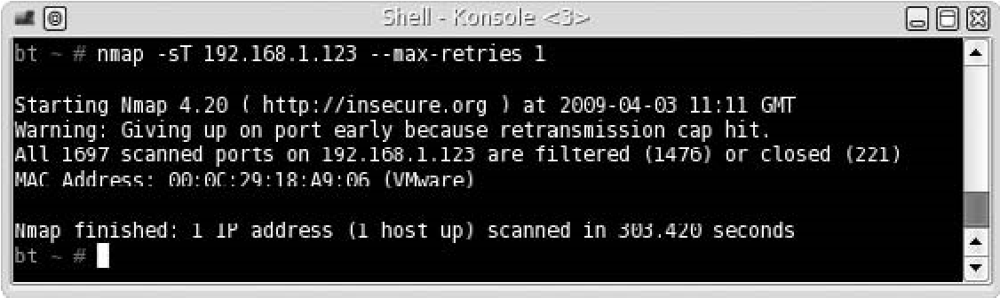 Shell - Konsole <3>
bt ~ # nmap -sT 192.168.1.123 --max-retries 1
Starting Nmap 4.20 ( http://insecure.org ) at 2009-04-03 11:11 GMT
Warning: Giving up on port early because retransmission cap hit.
All 1697 scanned ports on 192.168.1.123 are filtered (1476) or closed (221)
MAC Address: 00:0C:29:18:A9:06 (VMware)
Nmap finished: 1 IP address (1 host up) scanned in 303.420 seconds
bt ~ #